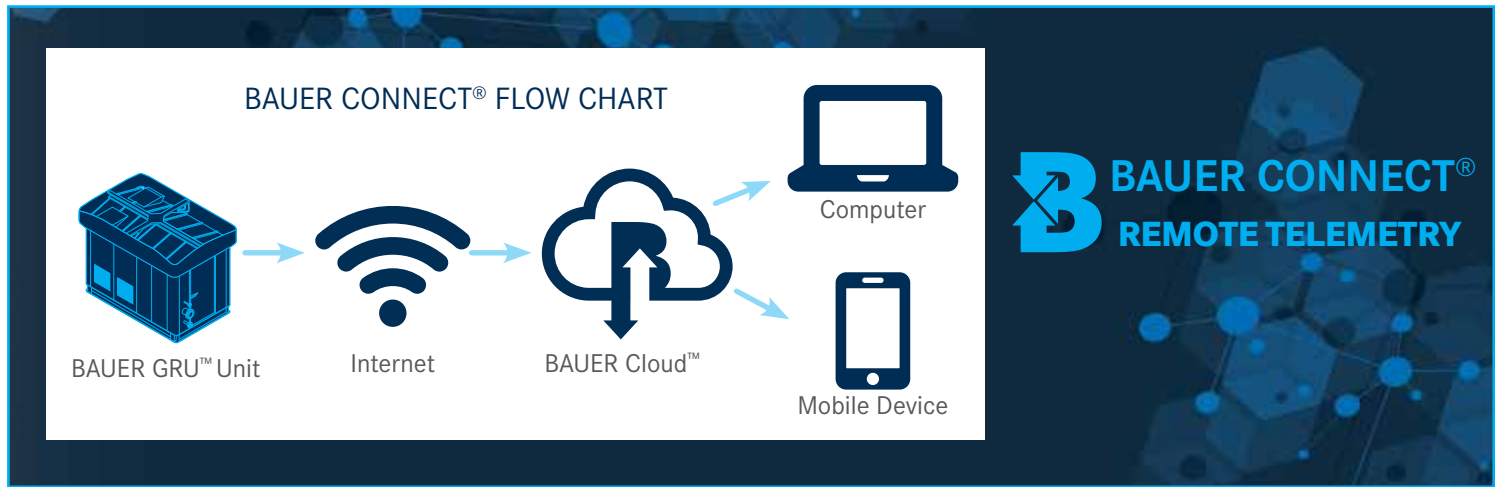 BAUER CONNECT® FLOW CHART
BAUER GRU™ Unit
Internet
BAUER Cloud™
Computer
Mobile Device
B BAUER CONNECT®
REMOTE TELEMETRY